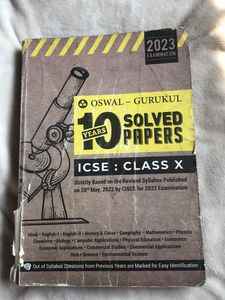 2023
EXAMINATION
OSWAL – GURUKUL
10 YEARS SOLVED
PAPERS
ICSE : CLASS X
Strictly Based on the Revised Syllabus Published
on 20th May, 2022 by CISCE for 2023 Examination
Hindi • English-I • English-II • History & Civics • Geography • Mathematics • Physics
Chemistry • Biology • Computer Applications • Physical Education • Economics
Economic Applications • Commercial Studies • Commercial Applications
Home Science • Environmental Science
Out of Syllabus Questions from Previous Years are Marked for Easy Identification